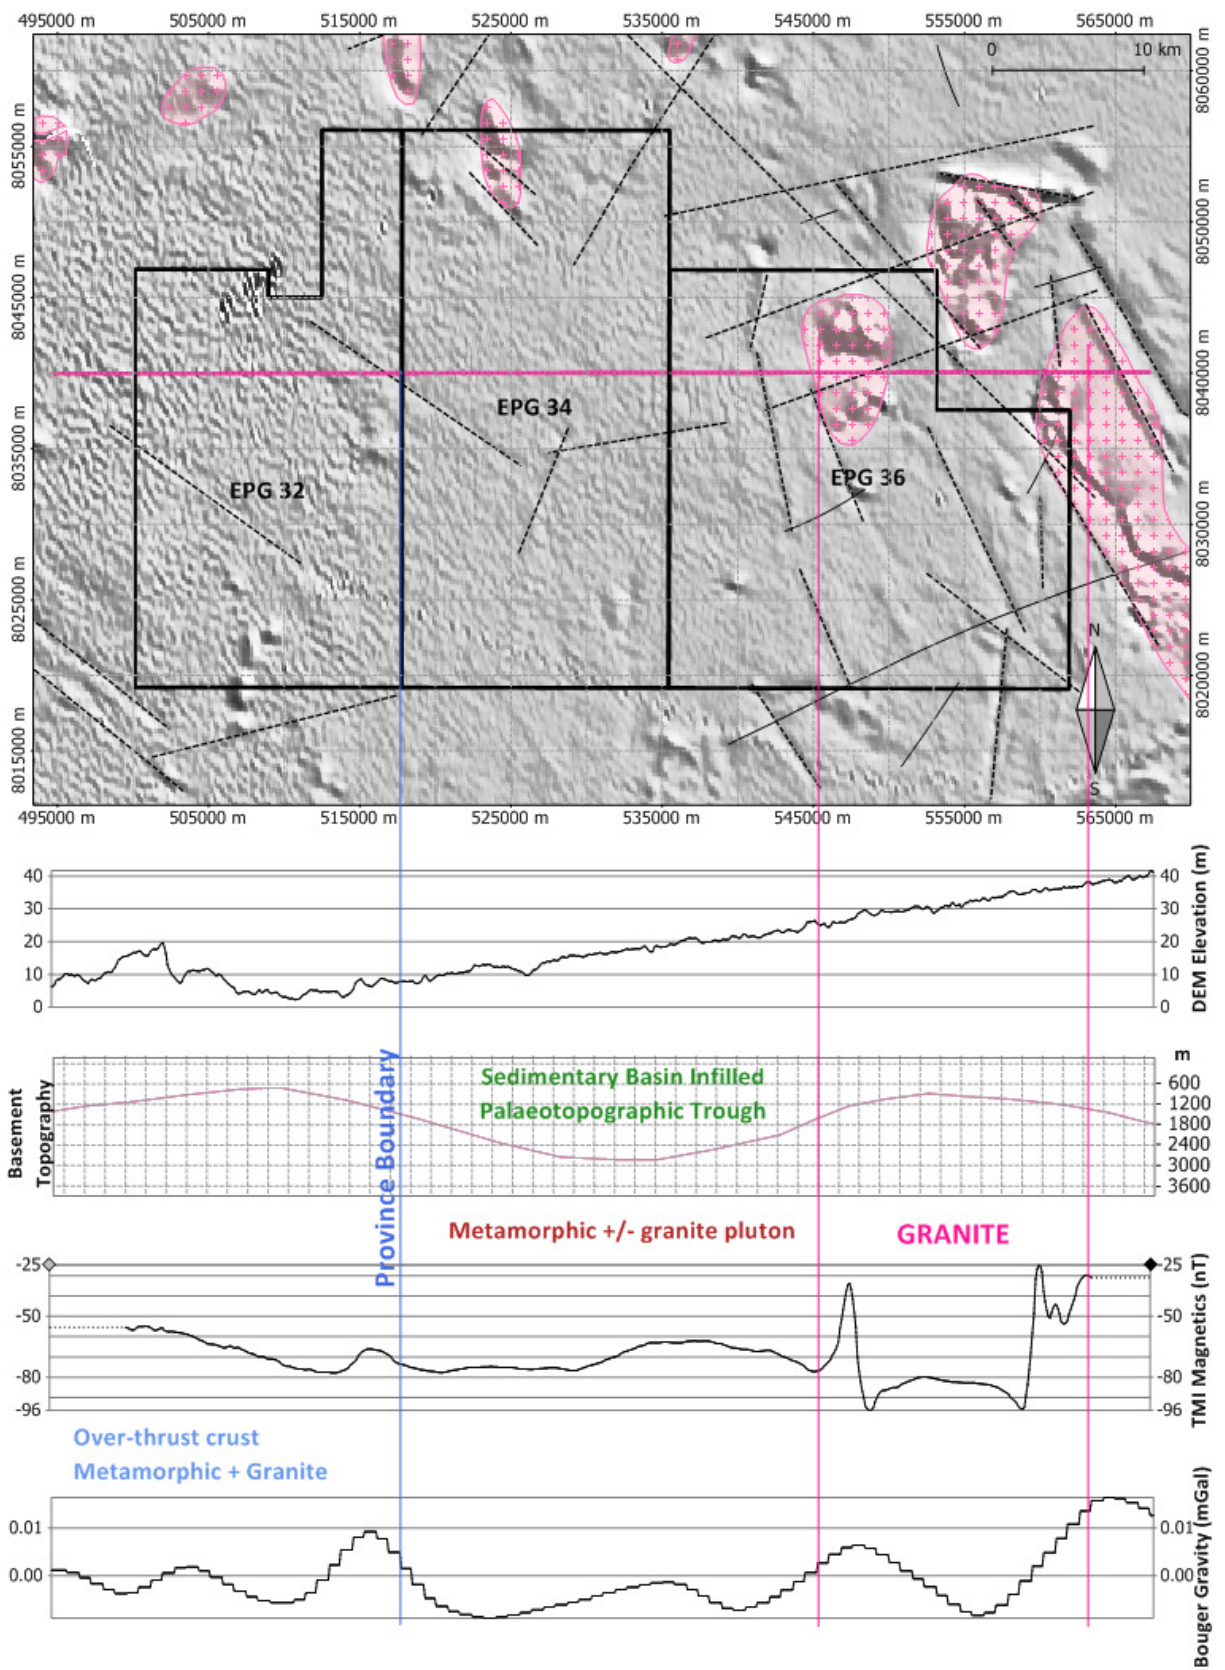 495000 m 505000 m 515000 m 525000 m 535000 m 545000 m 555000 m 565000 m
0 10 km
8060000 m
8055000 m
8050000 m
8045000 m
8040000 m
EPG 34
8035000 m
EPG 36
EPG 32
8030000 m
8025000 m
N
8020000 m
8015000 m
S
495000 m 505000 m 515000 m 525000 m 535000 m 545000 m 555000 m 565000 m
40 40
30 30
20 20
10 10
0 0
DEM Elevation (m)
m
Basement
Topography
Province Boundary
Sedimentary Basin Infilled
Palaeotopographic Trough
600
1200
1800
2400
3000
3600
Metamorphic +/- granite pluton
GRANITE
-25 -25
-50 -50
-80 -80
-96 -96
TMI Magnetics (nT)
Over-thrust crust
Metamorphic + Granite
0.01 0.01
0.00 0.00
Bouger Gravity (mGal)